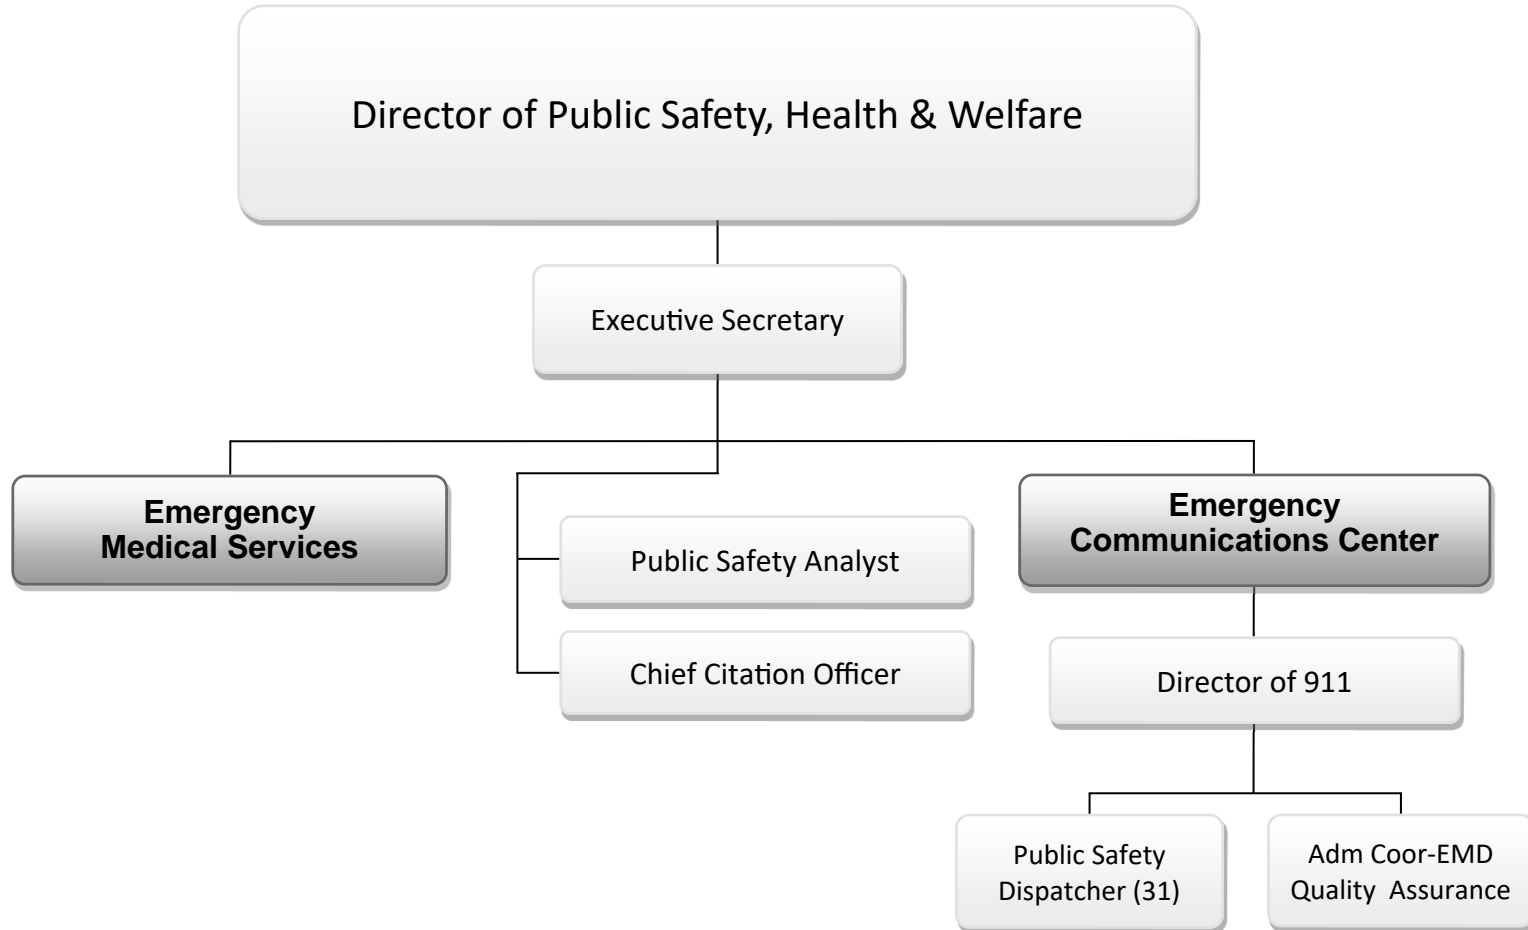 Director of Public Safety, Health & Welfare
Executive Secretary
Emergency
Medical Services
Public Safety Analyst
Chief Citation Officer
Emergency
Communications Center
Director of 911
Public Safety
Dispatcher (31)
Adm Coor-EMD
Quality Assurance